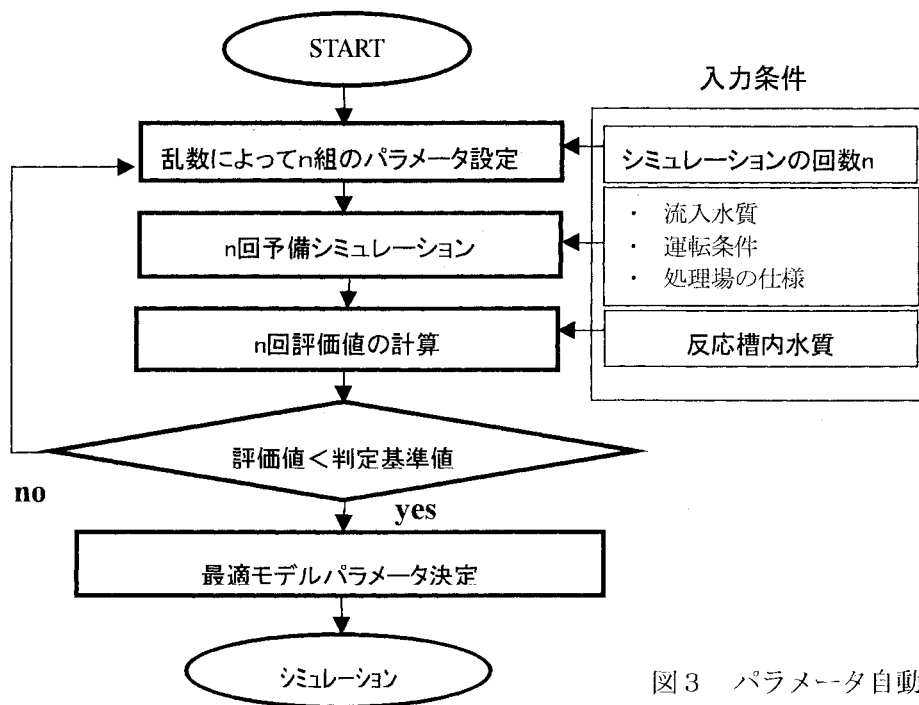 START
入力条件
乱数によってn組のパラメータ設定
シミュレーションの回数n
・ 流入水質
・ 運転条件
・ 処理場の仕様
n回予備シミュレーション
n回評価値の計算
反応槽内水質
評価値<判定基準値
no
yes
最適モデルパラメータ決定
シミュレーション
図3 パラメータ自動